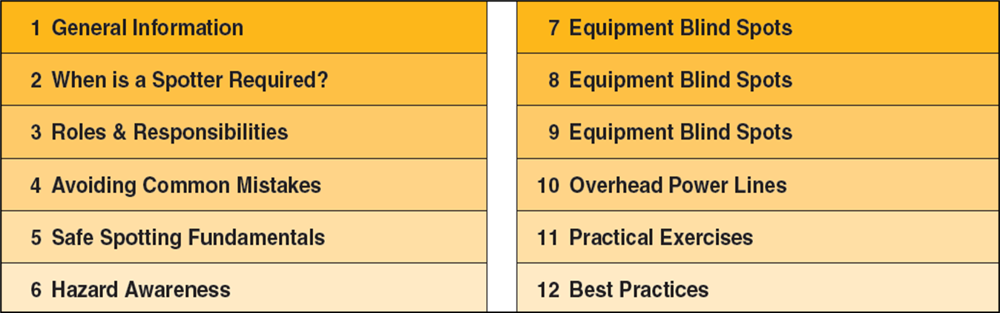 1 General Information
2 When is a Spotter Required?
3 Roles & Responsibilities
4 Avoiding Common Mistakes
5 Safe Spotting Fundamentals
6 Hazard Awareness
7 Equipment Blind Spots
8 Equipment Blind Spots
9 Equipment Blind Spots
10 Overhead Power Lines
11 Practical Exercises
12 Best Practices